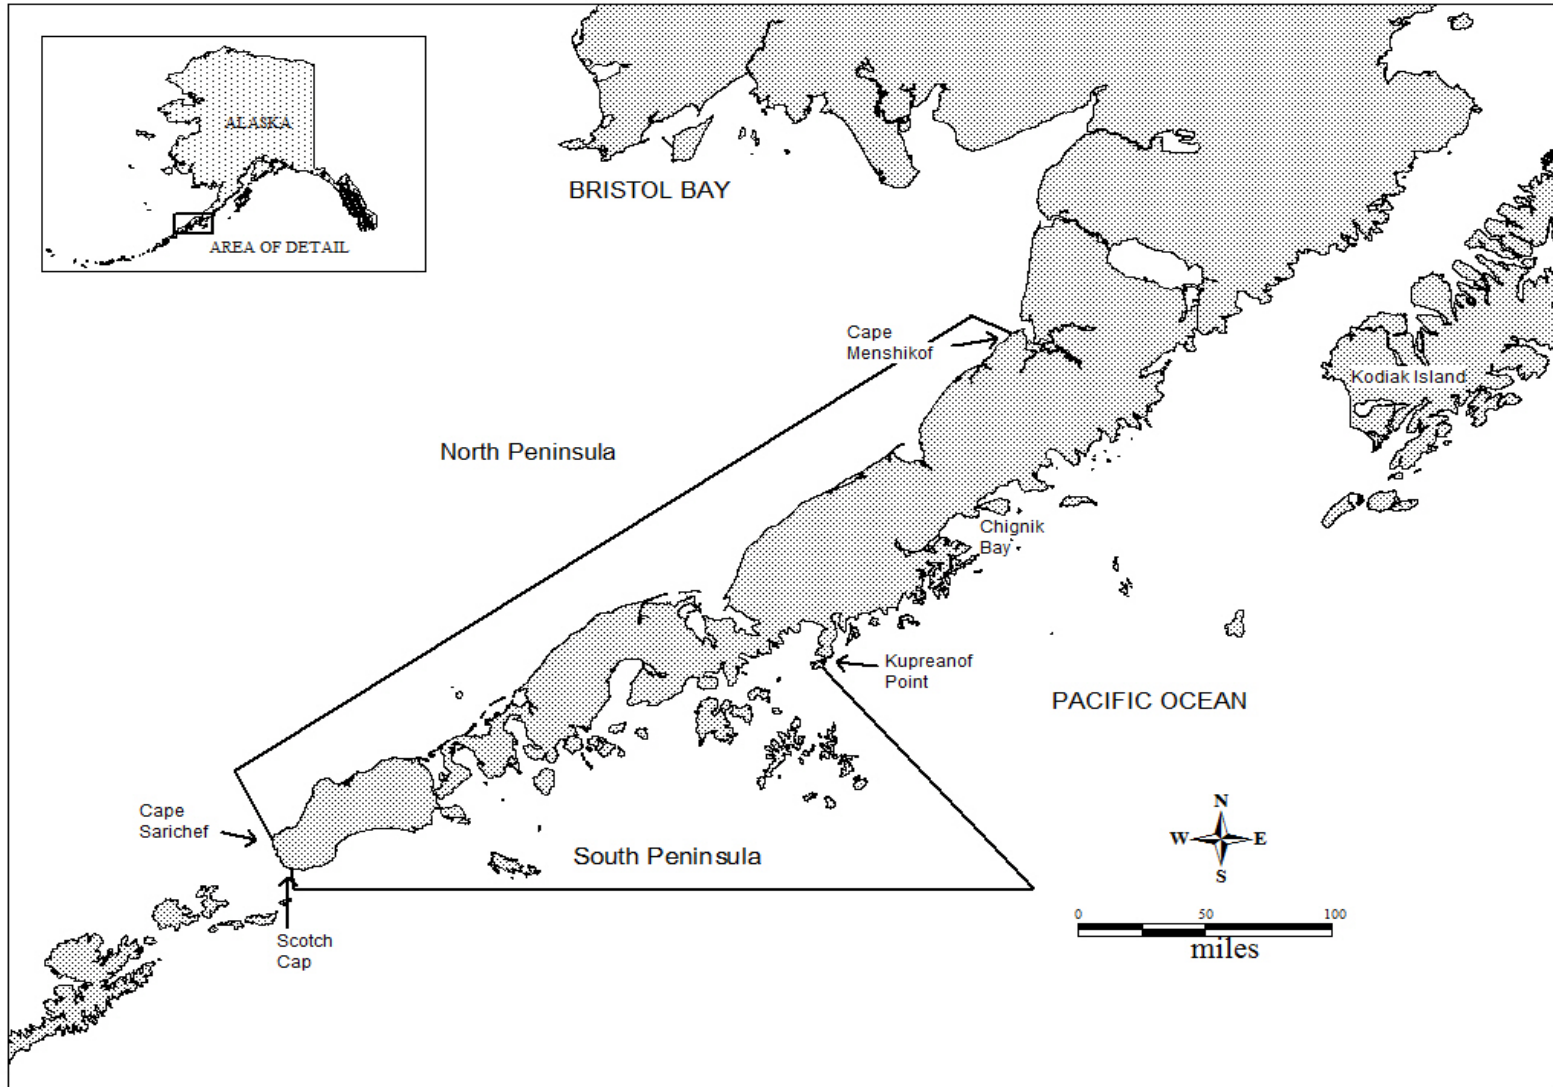 ALASKA
AREA OF DETAIL
BRISTOL BAY
Cape
Menshikof
Kodiak Island
North Peninsula
Chignik
Bay
Kupreanof
Point
PACIFIC OCEAN
Cape
Sarichef
South Peninsula
N
W E
S
Scotch
Cap
0 50 100
miles